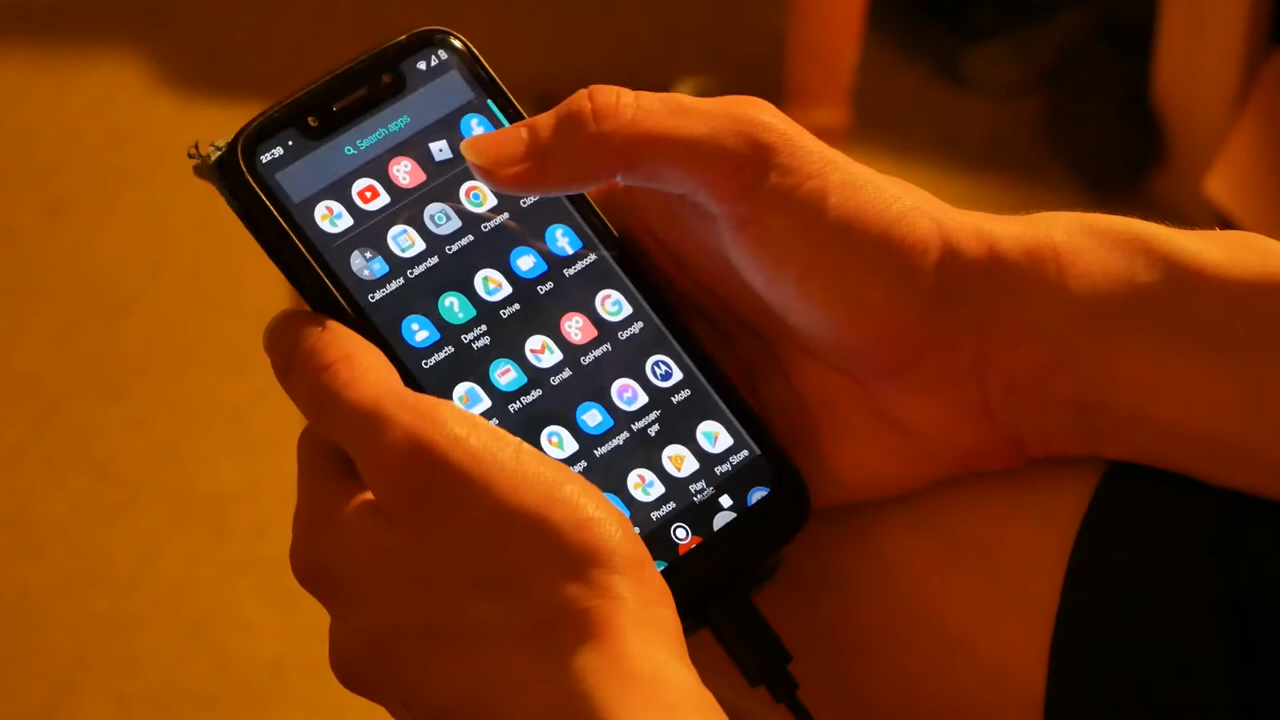 22:39
Search apps
Calculator
Calendar
Camera
Chrome
Contacts
Device
Help
Drive
Duo
Facebook
FM Radio
Gmail
GoHenry
Google
Messages
Messen-
ger
Moto
Photos
Play
Music
Play Store